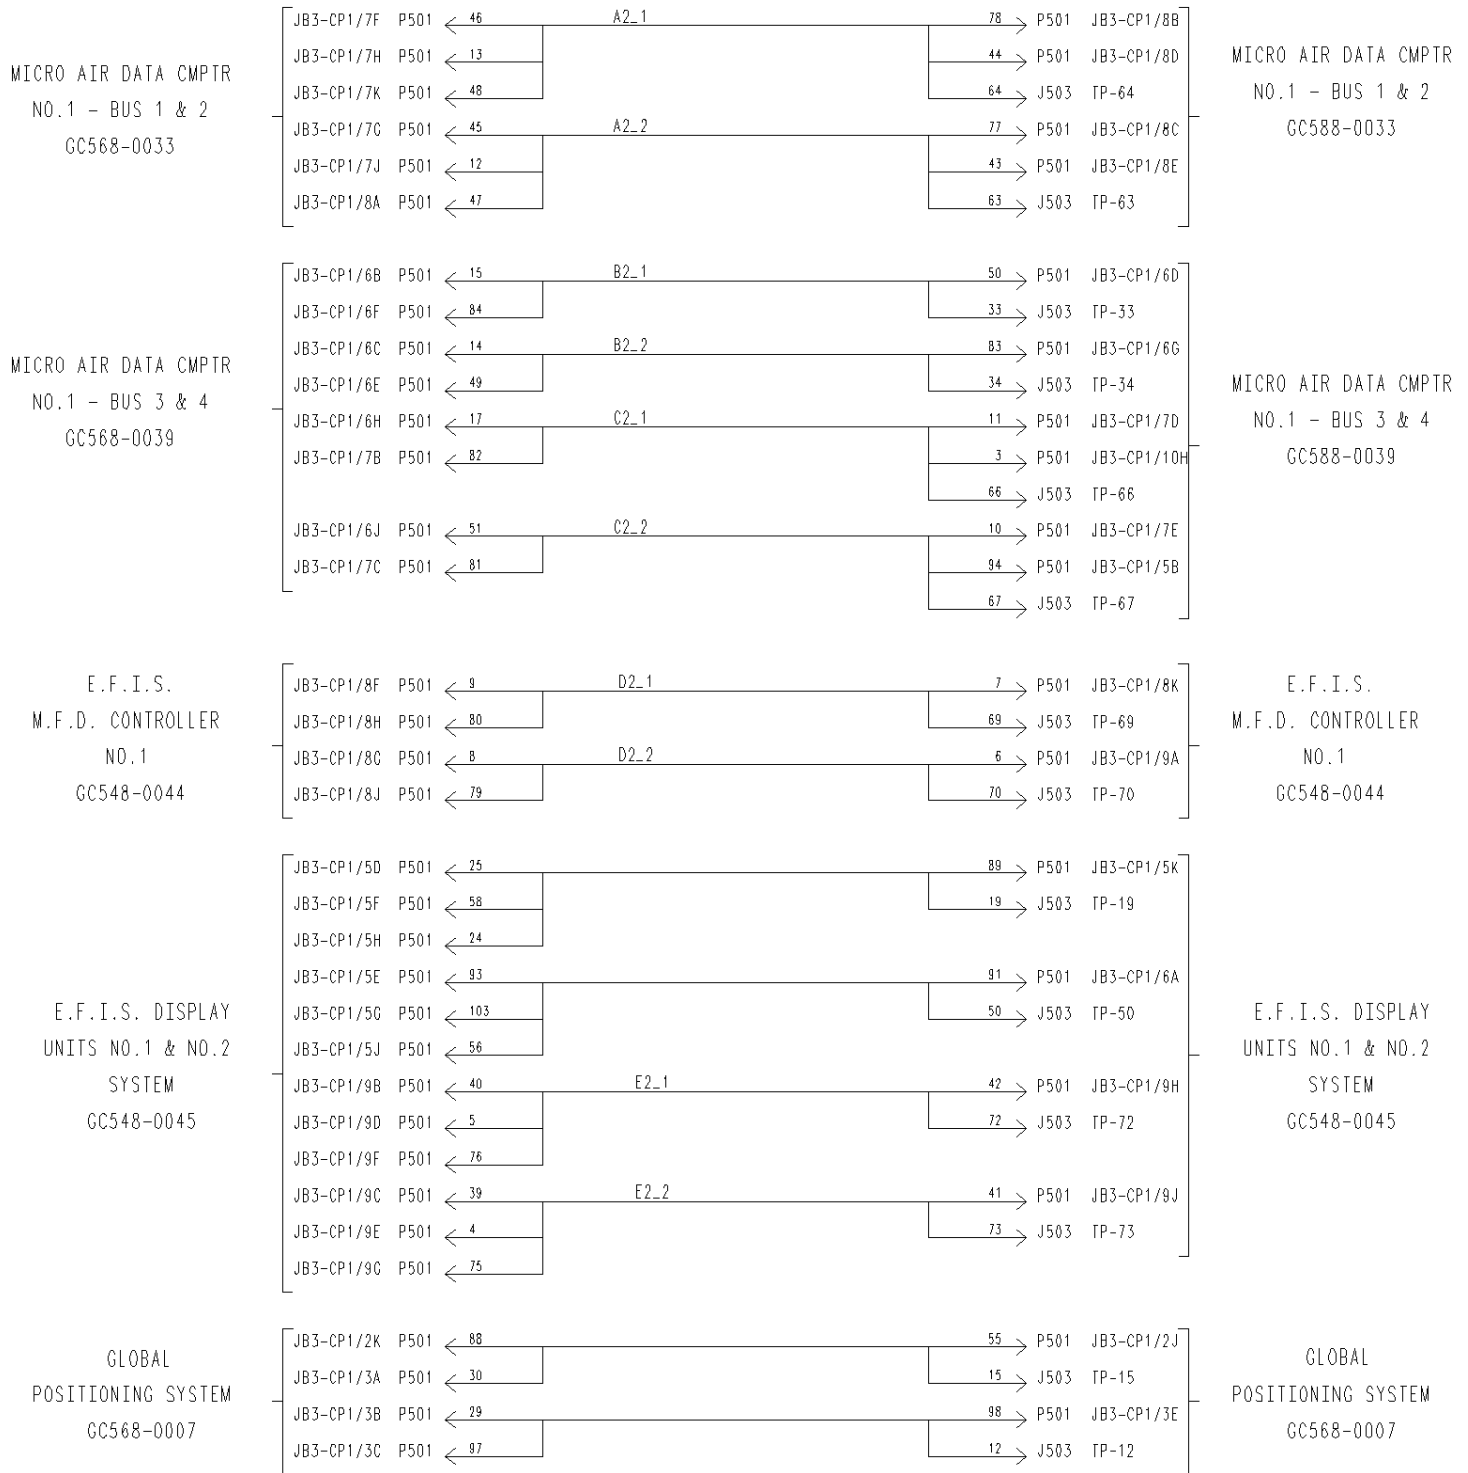 JB3-CP1/7F P501 46 A2_1 78 P501 JB3-CP1/8B
JB3-CP1/7H P501 13 44 P501 JB3-CP1/8D
JB3-CP1/7K P501 48 64 J503 TP-64
JB3-CP1/7G P501 45 A2_2 77 P501 JB3-CP1/8C
JB3-CP1/7J P501 12 43 P501 JB3-CP1/8E
JB3-CP1/8A P501 47 63 J503 TP-63
MICRO AIR DATA CMPTR
NO.1 - BUS 1 & 2
GC568-0033
MICRO AIR DATA CMPTR
NO.1 - BUS 1 & 2
GC588-0033
JB3-CP1/6B P501 15 B2_1 50 P501 JB3-CP1/6D
JB3-CP1/6F P501 84 33 J503 TP-33
JB3-CP1/6C P501 14 B2_2 83 P501 JB3-CP1/6G
JB3-CP1/6E P501 49 34 J503 TP-34
JB3-CP1/6H P501 17 C2_1 11 P501 JB3-CP1/7D
JB3-CP1/7B P501 82 3 P501 JB3-CP1/10H
66 J503 TP-66
JB3-CP1/6J P501 51 C2_2 10 P501 JB3-CP1/7E
JB3-CP1/7C P501 81 94 P501 JB3-CP1/5B
67 J503 TP-67
MICRO AIR DATA CMPTR
NO.1 - BUS 3 & 4
GC568-0039
MICRO AIR DATA CMPTR
NO.1 - BUS 3 & 4
GC588-0039
JB3-CP1/8F P501 9 D2_1 7 P501 JB3-CP1/8K
JB3-CP1/8H P501 80 69 J503 TP-69
JB3-CP1/8G P501 8 D2_2 6 P501 JB3-CP1/9A
JB3-CP1/8J P501 79 70 J503 TP-70
E.F.I.S.
M.F.D. CONTROLLER
NO.1
GC548-0044
E.F.I.S.
M.F.D. CONTROLLER
NO.1
GC548-0044
JB3-CP1/5D P501 25 89 P501 JB3-CP1/5K
JB3-CP1/5F P501 58 19 J503 TP-19
JB3-CP1/5H P501 24
JB3-CP1/5E P501 93 91 P501 JB3-CP1/6A
JB3-CP1/5G P501 103 50 J503 TP-50
JB3-CP1/5J P501 56
JB3-CP1/9B P501 40 E2_1 42 P501 JB3-CP1/9H
JB3-CP1/9D P501 5 72 J503 TP-72
JB3-CP1/9F P501 76
JB3-CP1/9C P501 39 E2_2 41 P501 JB3-CP1/9J
JB3-CP1/9E P501 4 73 J503 TP-73
JB3-CP1/9G P501 75
E.F.I.S. DISPLAY
UNITS NO.1 & NO.2
SYSTEM
GC548-0045
E.F.I.S. DISPLAY
UNITS NO.1 & NO.2
SYSTEM
GC548-0045
JB3-CP1/2K P501 88 55 P501 JB3-CP1/2J
JB3-CP1/3A P501 30 15 J503 TP-15
JB3-CP1/3B P501 29 98 P501 JB3-CP1/3E
JB3-CP1/3C P501 97 12 J503 TP-12
GLOBAL
POSITIONING SYSTEM
GC568-0007
GLOBAL
POSITIONING SYSTEM
GC568-0007